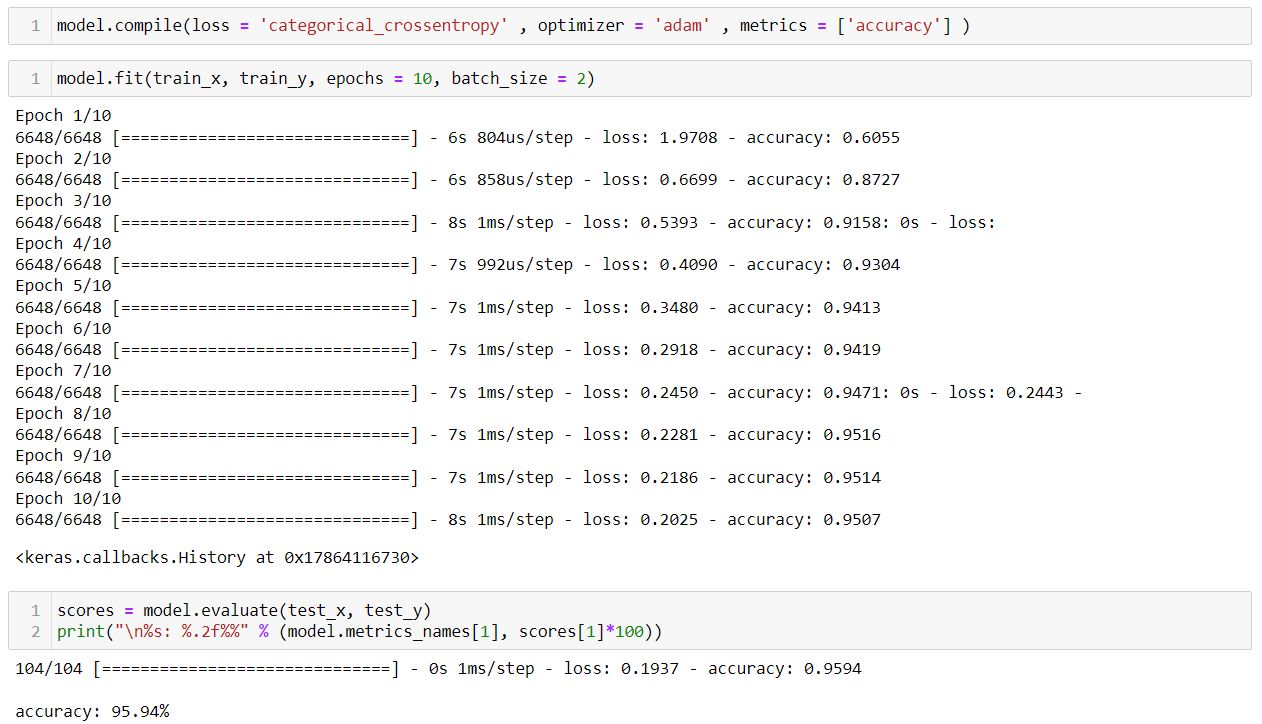 1 model.compile(loss = 'categorical_crossentropy' , optimizer = 'adam' , metrics = ['accuracy'] )
1 model.fit(train_x, train_y, epochs = 10, batch_size = 2)
Epoch 1/10
6648/6648 [==============================] - 6s 804us/step - loss: 1.9708 - accuracy: 0.6055
Epoch 2/10
6648/6648 [==============================] - 6s 858us/step - loss: 0.6699 - accuracy: 0.8727
Epoch 3/10
6648/6648 [==============================] - 8s 1ms/step - loss: 0.5393 - accuracy: 0.9158: 0s - loss:
Epoch 4/10
6648/6648 [==============================] - 7s 992us/step - loss: 0.4090 - accuracy: 0.9304
Epoch 5/10
6648/6648 [==============================] - 7s 1ms/step - loss: 0.3480 - accuracy: 0.9413
Epoch 6/10
6648/6648 [==============================] - 7s 1ms/step - loss: 0.2918 - accuracy: 0.9419
Epoch 7/10
6648/6648 [==============================] - 7s 1ms/step - loss: 0.2450 - accuracy: 0.9471: 0s - loss: 0.2443 -
Epoch 8/10
6648/6648 [==============================] - 7s 1ms/step - loss: 0.2281 - accuracy: 0.9516
Epoch 9/10
6648/6648 [==============================] - 7s 1ms/step - loss: 0.2186 - accuracy: 0.9514
Epoch 10/10
6648/6648 [==============================] - 8s 1ms/step - loss: 0.2025 - accuracy: 0.9507
<keras.callbacks.History at 0x17864116730>
1 scores = model.evaluate(test_x, test_y)
2 print("\n%s: %.2f%%" % (model.metrics_names[1], scores[1]*100))
104/104 [==============================] - 0s 1ms/step - loss: 0.1937 - accuracy: 0.9594
accuracy: 95.94%